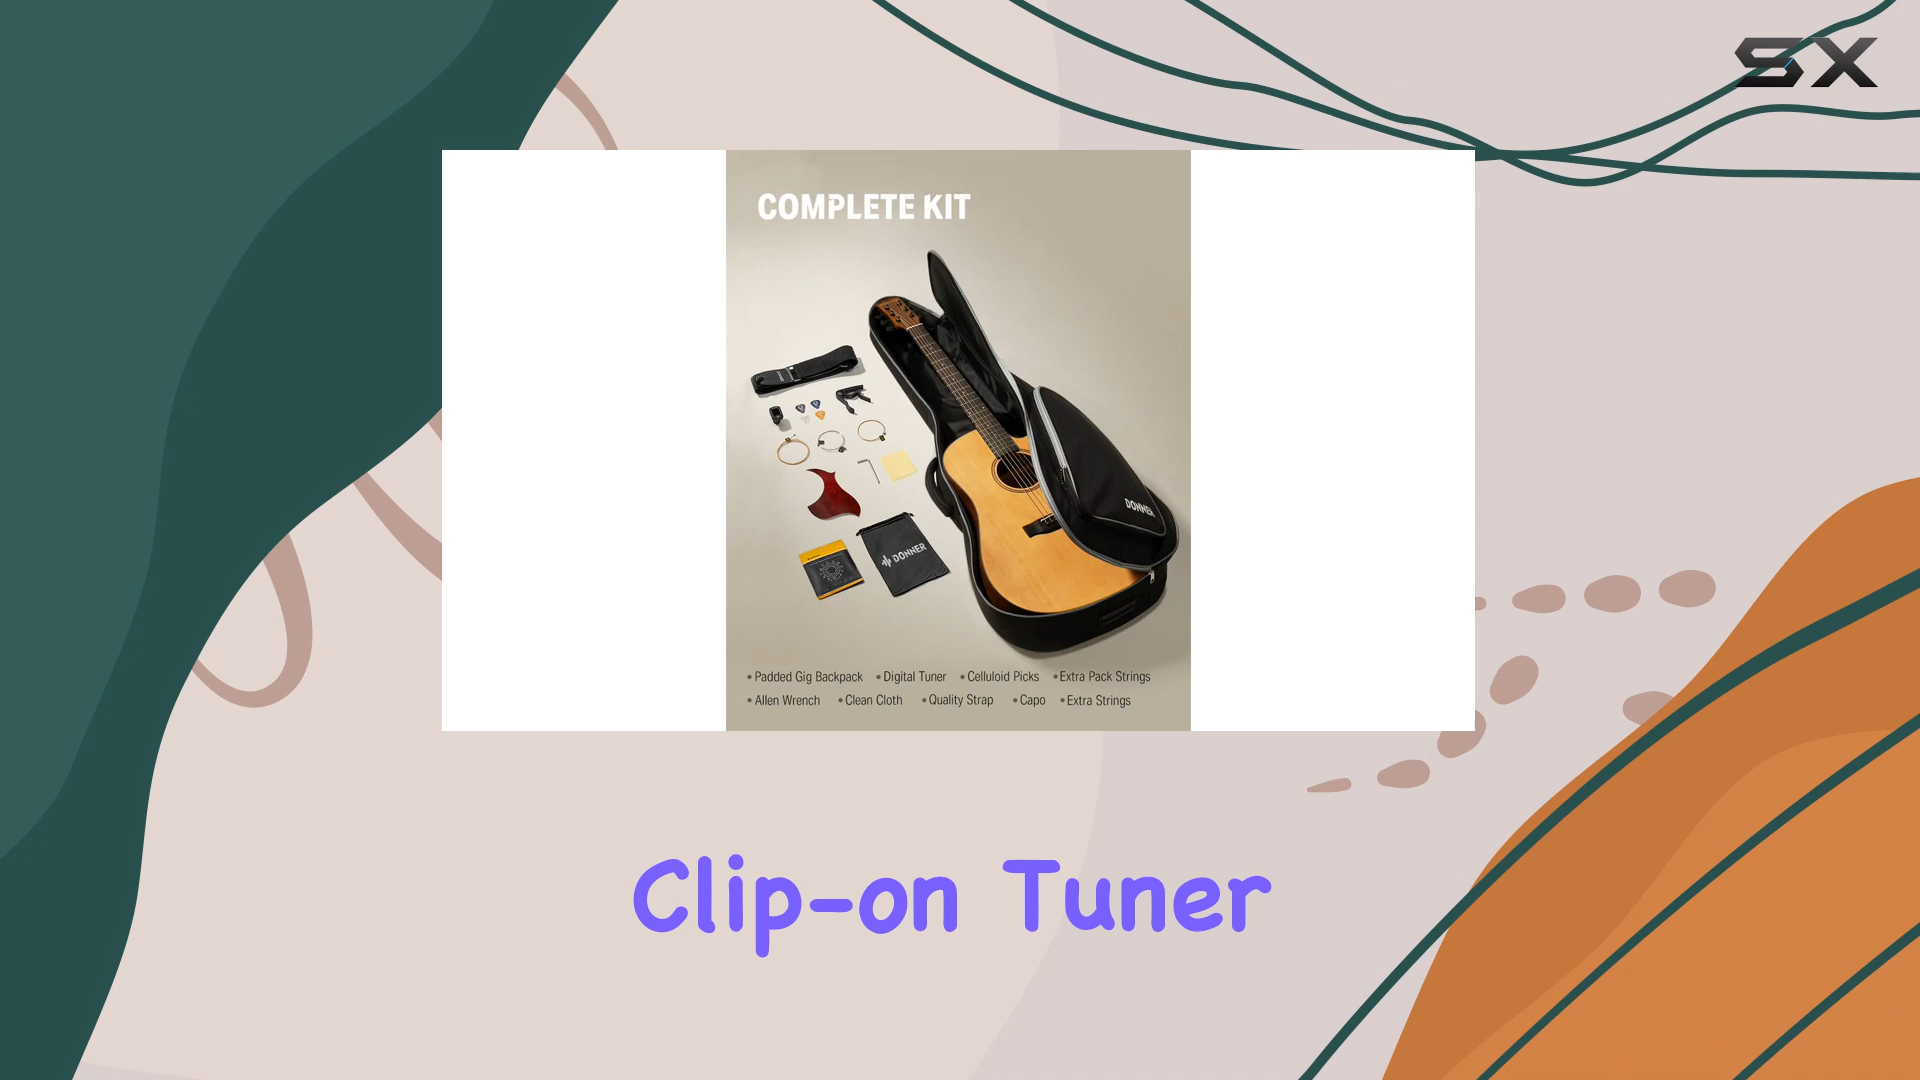 SX
COMPLETE KIT
DONNER
DONNER
• Padded Gig Backpack • Digital Tuner • Celluloid Picks • Extra Pack Strings
• Allen Wrench • Clean Cloth • Quality Strap • Capo • Extra Strings
Clip-on Tuner